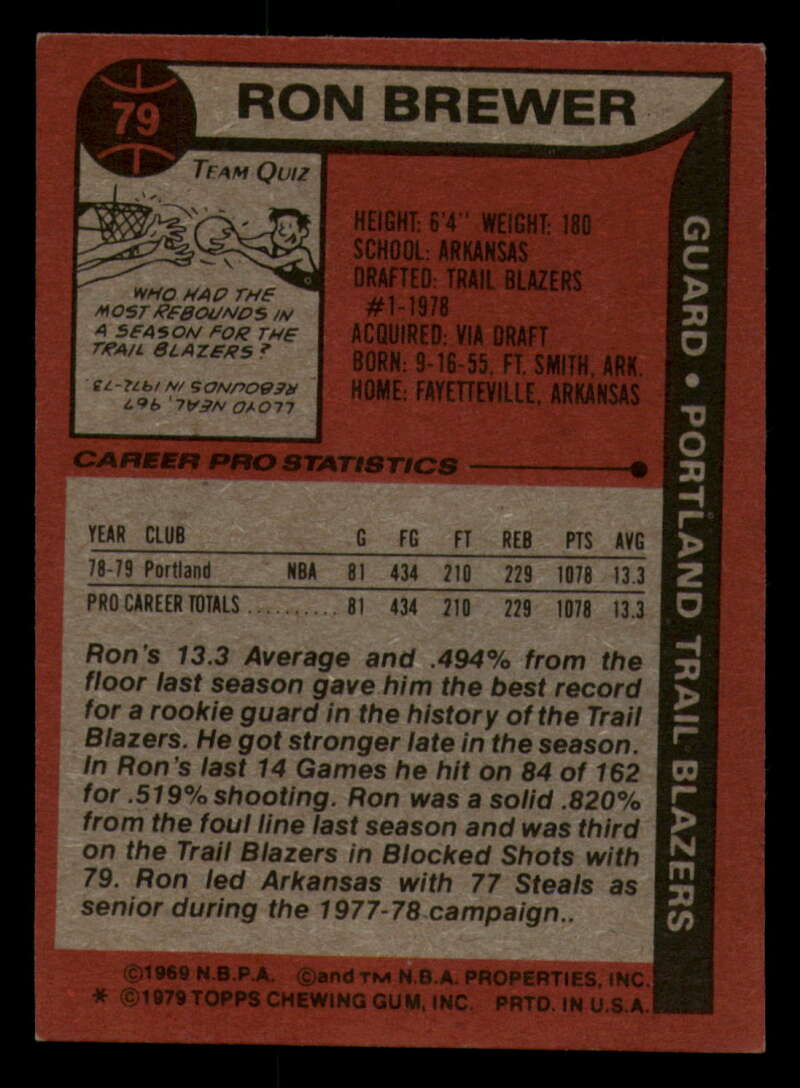 79
RON BREWER
TEAM QUIZ
WHO HAD THE
MOST REBOUNDS IN
A SEASON FOR THE
TRAIL BLAZERS?
LLOYD NEAL, 967
REBOUNDS IN 1972-73.
HEIGHT: 6'4" WEIGHT: 180
SCHOOL: ARKANSAS
DRAFTED: TRAIL BLAZERS
#1-1978
ACQUIRED: VIA DRAFT
BORN: 9-16-55, FT. SMITH, ARK.
HOME: FAYETTEVILLE, ARKANSAS
GUARD • PORTLAND TRAIL BLAZERS
CAREER PRO STATISTICS
YEAR CLUB G FG FT REB PTS AVG
78-79 Portland NBA 81 434 210 229 1078 13.3
PRO CAREER TOTALS .......... 81 434 210 229 1078 13.3
Ron's 13.3 Average and .494% from the
floor last season gave him the best record
for a rookie guard in the history of the Trail
Blazers. He got stronger late in the season.
In Ron's last 14 Games he hit on 84 of 162
for .519% shooting. Ron was a solid .820%
from the foul line last season and was third
on the Trail Blazers in Blocked Shots with
79. Ron led Arkansas with 77 Steals as
senior during the 1977-78 campaign..
©1969 N.B.P.A. ©and TM N.B.A. PROPERTIES, INC.
* ©1979 TOPPS CHEWING GUM, INC. PRTD. IN U.S.A.